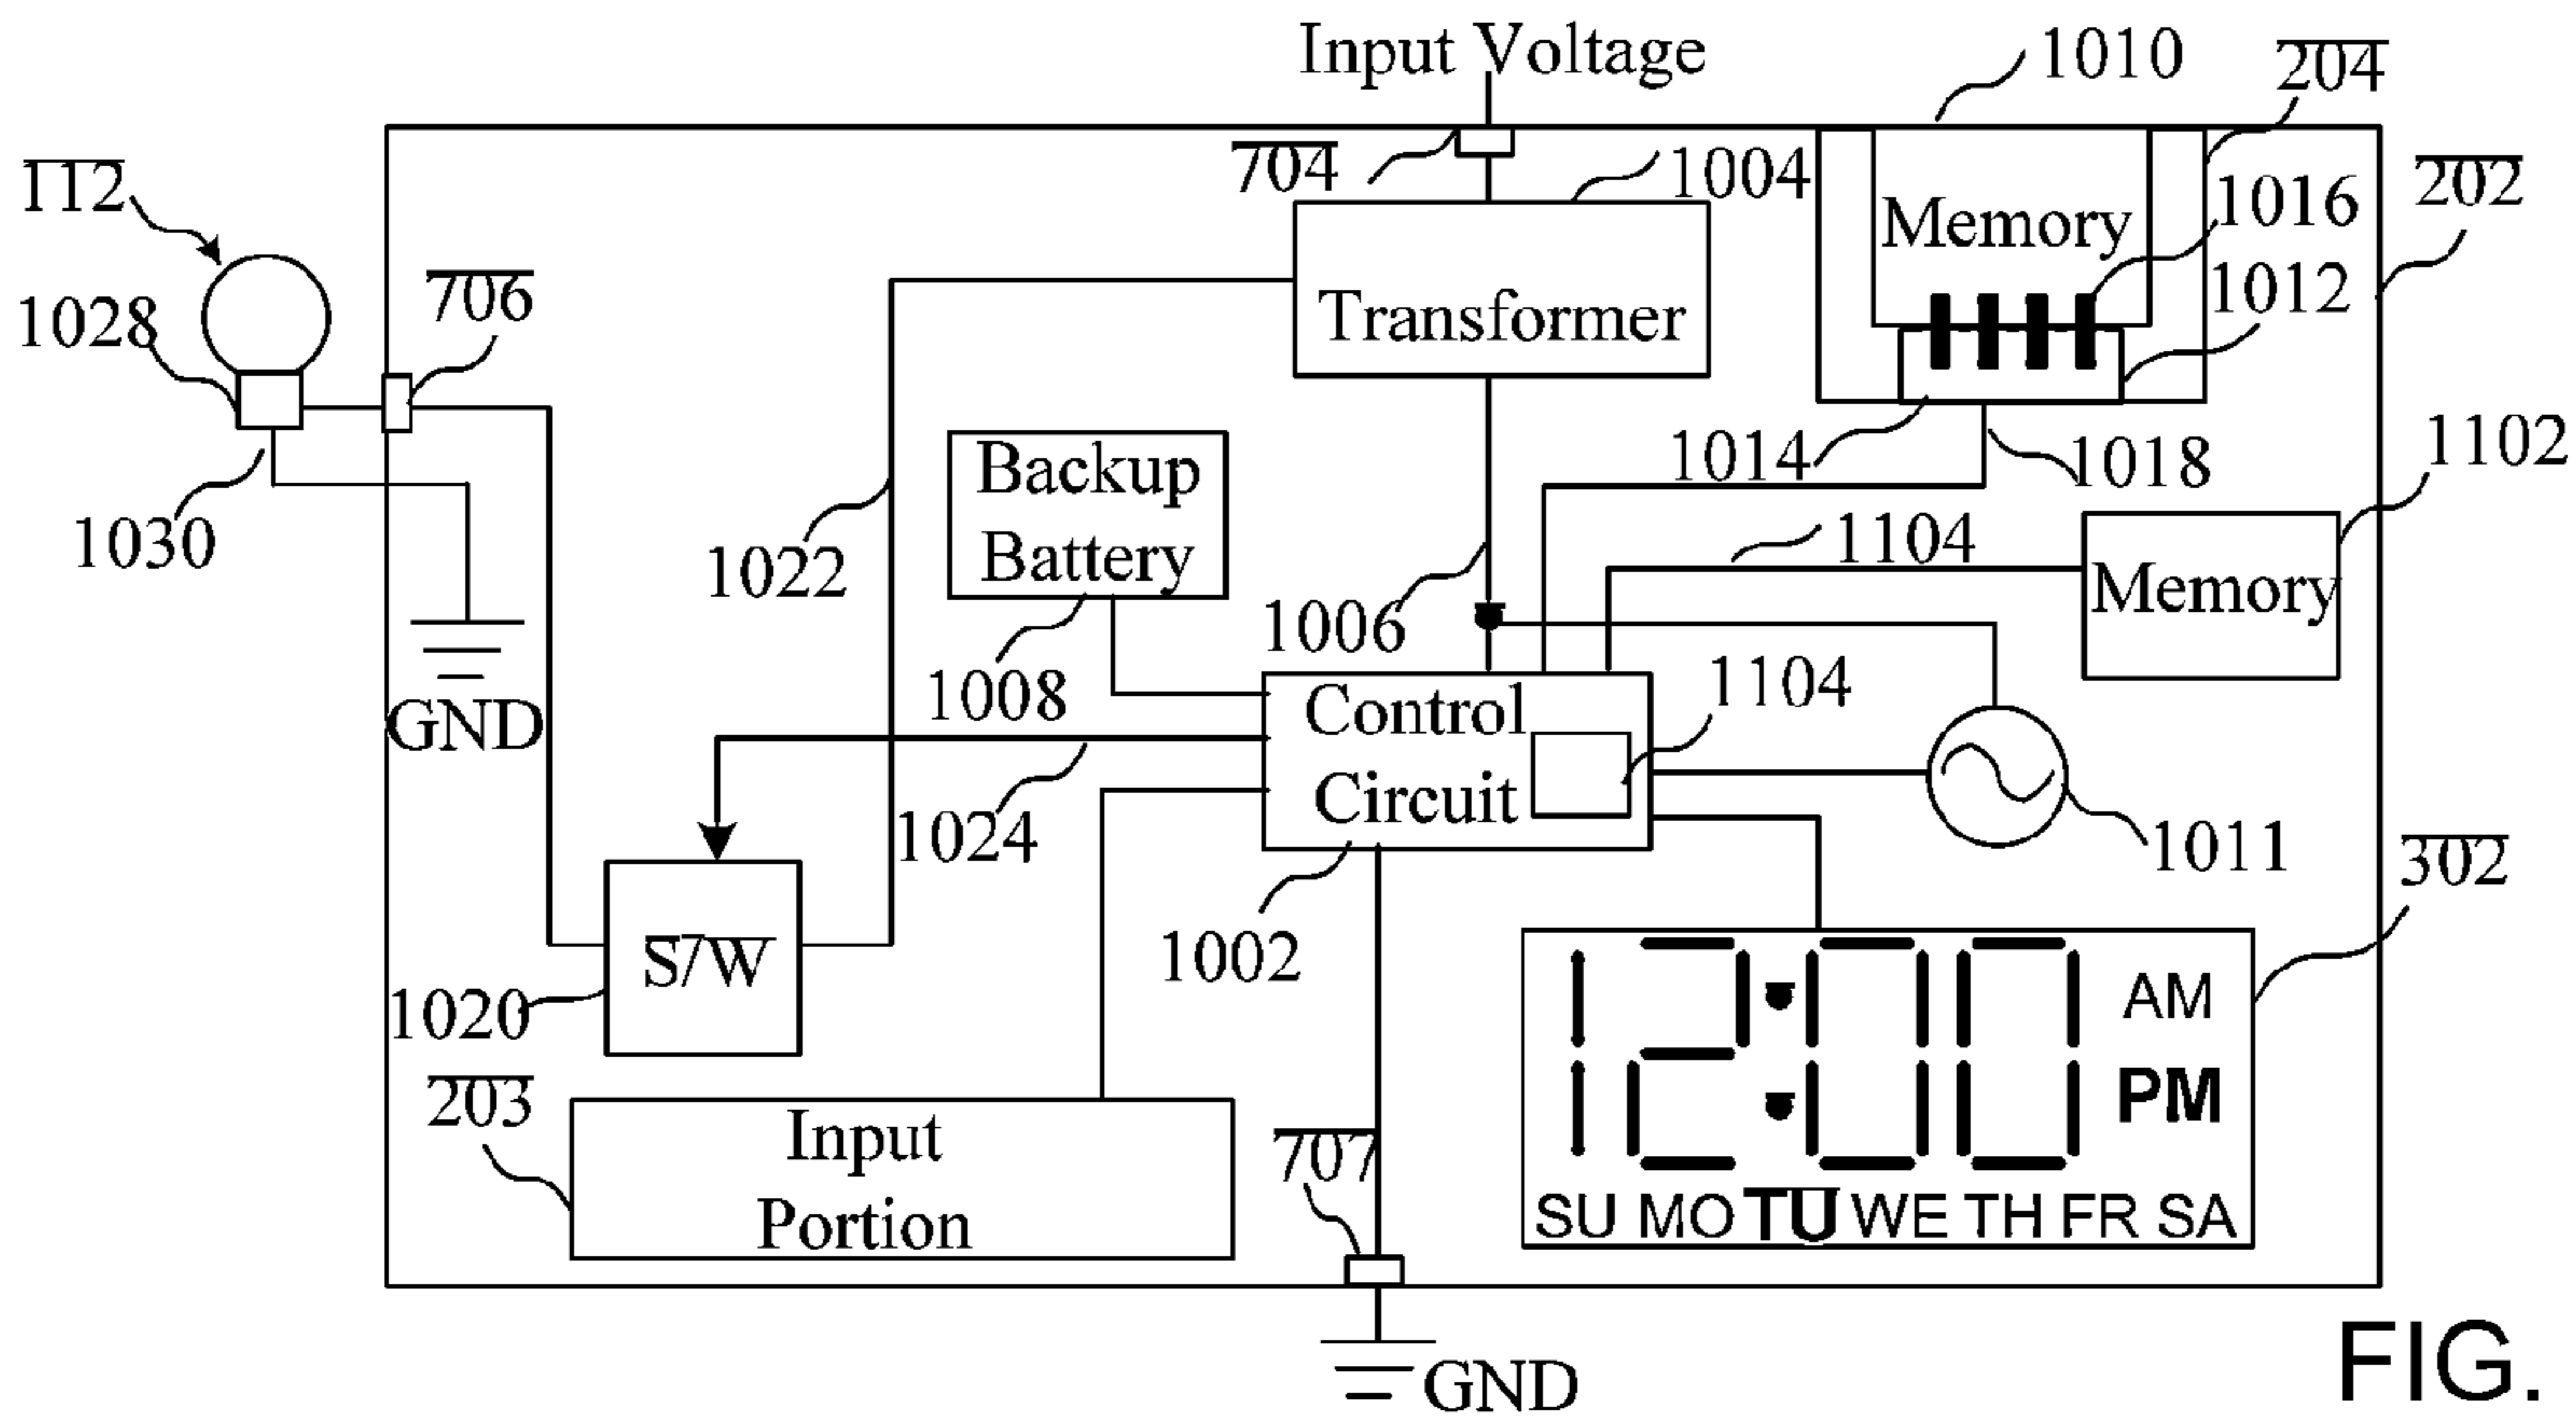 Input Voltage
1010
204
112
704
1004
Memory
1016
202
1028
706
Transformer
1012
Backup
Battery
1014
1018
1102
1030
1022
1006
1104
Memory
1008
Control
Circuit
1104
GND
1024
1011
302
S/W
1002
1020
12:00
AM
PM
203
Input
Portion
707
SU MO TU WE TH FR SA
GND
FIG.